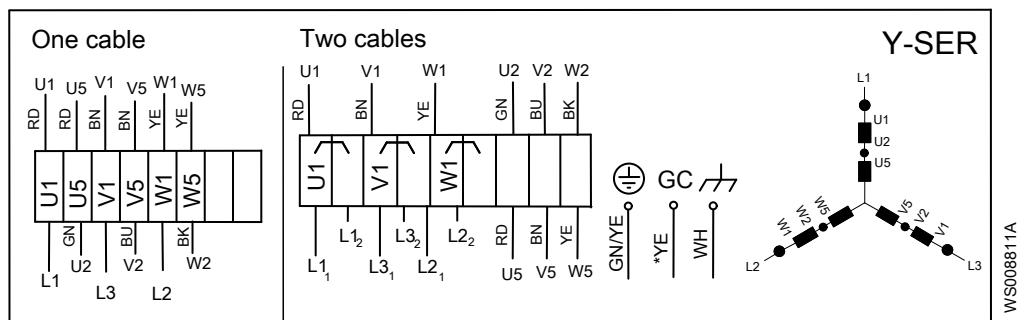 One cable
Two cables
Y-SER
U1 U5 V1 V5 W1 W5
RD RD BN BN YE YE
U1 U5 V1 V5 W1 W5
GN BU BK
L1 U2 L3 V2 L2 W2
U1 V1 W1 U2 V2 W2
RD BN YE GN BU BK
U1 V1 W1
L1₁ L1₂ L3₁ L3₂ L2₁ L2₂
RD BN YE
U5 V5 W5
GC
GN/YE *YE WH
L1
U1
U2
U5
W5
W2
W1
L2
V5
V2
V1
L3
WS008811A